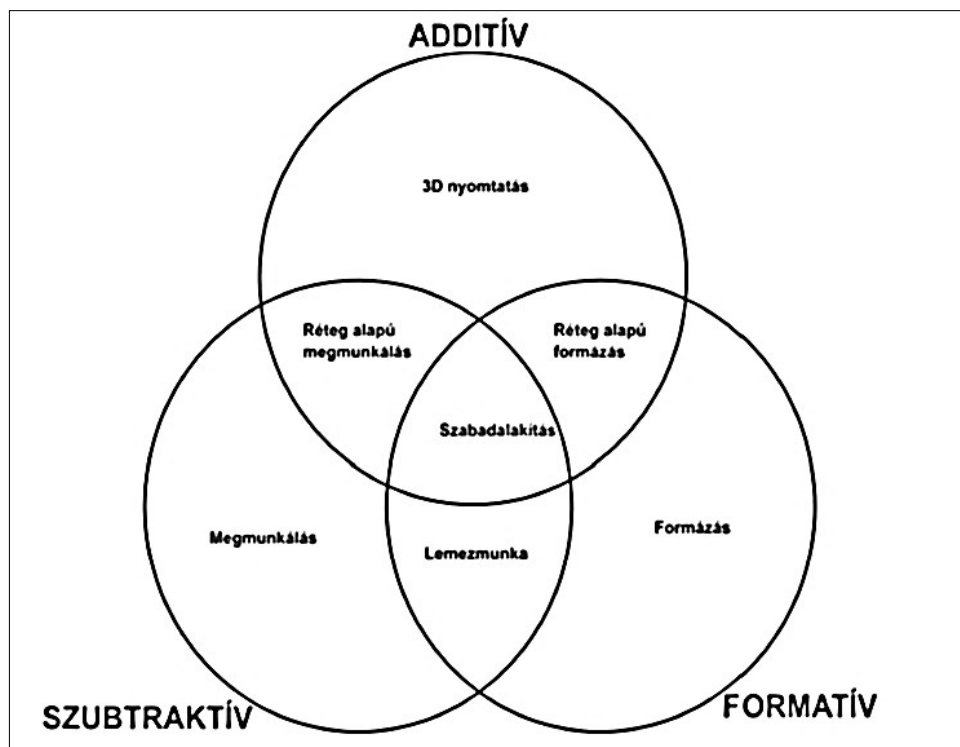 ADDITÍV
3D nyomtatás
Réteg alapú
megmunkálás
Réteg alapú
formázás
Szabadalakítás
Megmunkálás
Lemezmunka
Formázás
SZUBTRAKTÍV
FORMATÍV